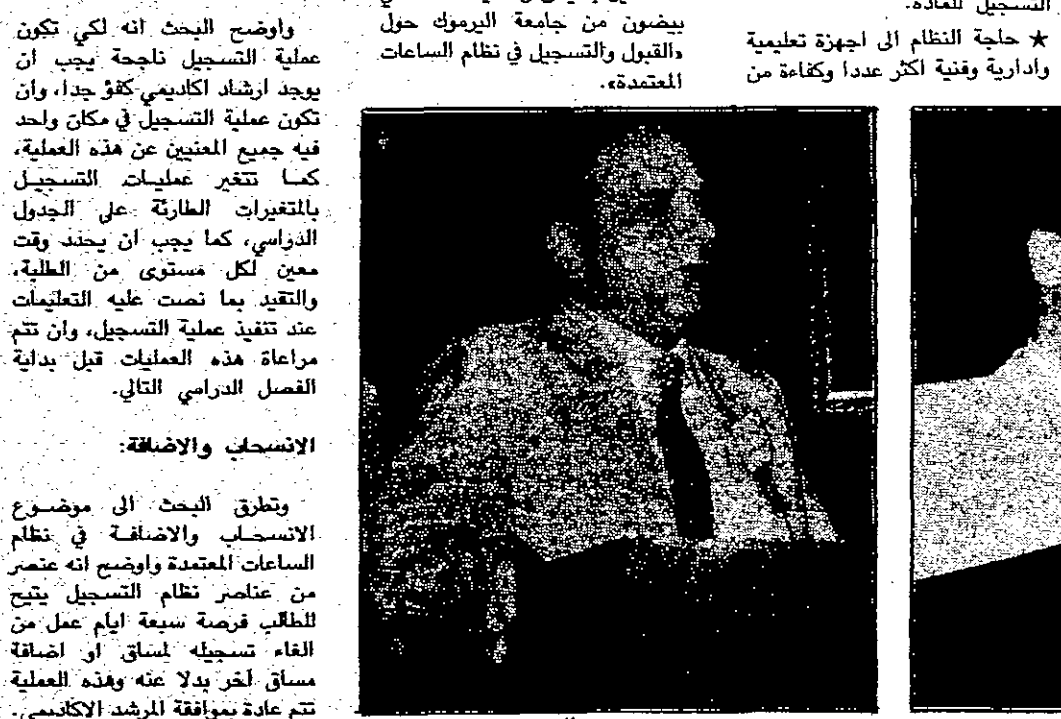 التسجيل للمادة.
★ حاجة النظام الى اجهزة تعليمية
وادارية وفنية اكثر عددا وكفاءة من
بيضون من جامعة اليرموك حول
«القبول والتسجيل في نظام الساعات
المعتمدة».
واوضح البحث انه لكي تكون
عملية التسجيل ناجحة يجب ان
يوجد ارشاد اكاديمي كفؤ جدا، وان
تكون عملية التسجيل في مكان واحد
فيه جميع المعنيين عن هذه العملية،
كمـا تتغير عمليـات التسجيـل
بالمتغيرات الطارئة على الجدول
الدراسي، كما يجب ان يحدد وقت
معين لكل مستوى من الطلبة،
والتقيد بما نصت عليه التعليمات
عند تنفيذ عملية التسجيل، وان تتم
مراعاة هذه العمليات قبل بداية
الفصل الدراسي التالي.
الانسحاب والاضافة:
وتطرق البحث الى موضـوع
الانسحـاب والاضافـة في نظام
الساعات المعتمدة واوضح انه عنصر
من عناصر نظام التسجيل يتيح
للطالب فرصة سبعة ايام عمل من
الغاء تسجيله لمساق او اضافة
مساق آخر بدلا عنه وهذه العملية
تتم عادة بموافقة المرشد الاكاديمي.